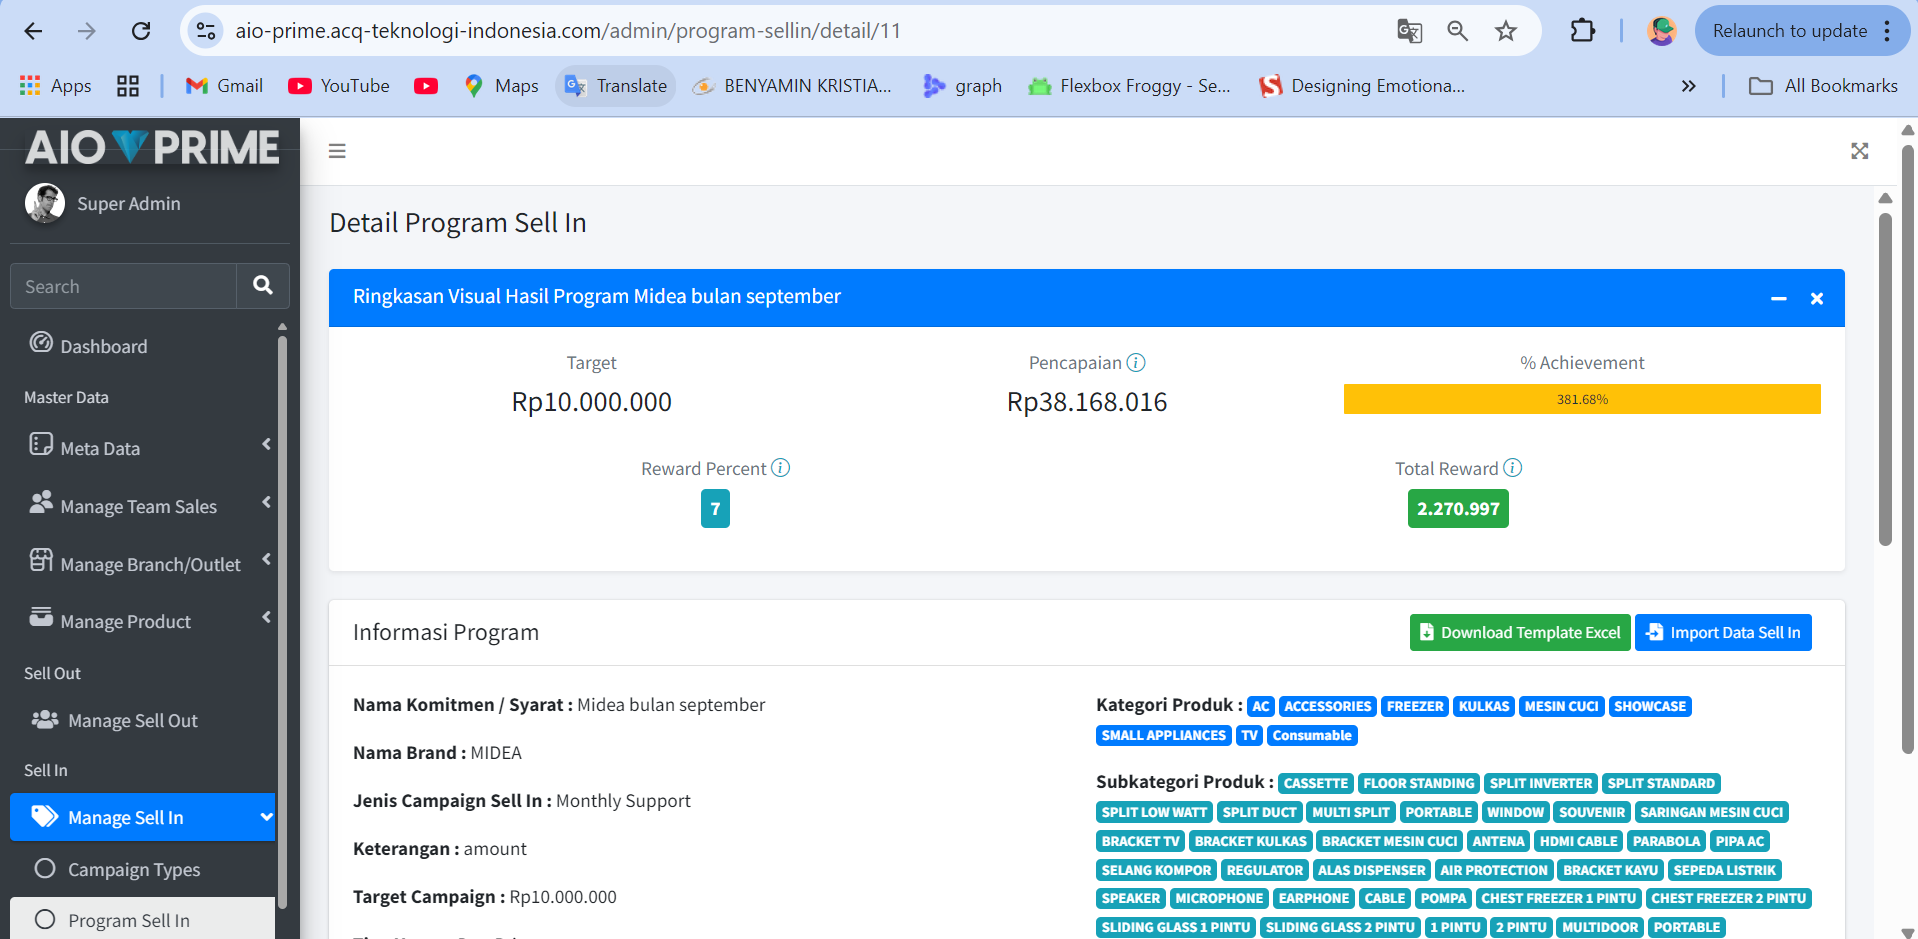 aio-prime.acq-teknologi-indonesia.com/admin/program-sellin/detail/11
Relaunch to update
Apps
Gmail
YouTube
Maps
Translate
BENYAMIN KRISTIA...
graph
Flexbox Froggy - Se...
Designing Emotiona...
All Bookmarks
AIO PRIME
Super Admin
Search
Dashboard
Master Data
Meta Data
Manage Team Sales
Manage Branch/Outlet
Manage Product
Sell Out
Manage Sell Out
Sell In
Manage Sell In
Campaign Types
Program Sell In
Detail Program Sell In
Ringkasan Visual Hasil Program Midea bulan september
Target
Rp10.000.000
Pencapaian
Rp38.168.016
% Achievement
381.68%
Reward Percent
7
Total Reward
2.270.997
Informasi Program
Download Template Excel
Import Data Sell In
Nama Komitmen / Syarat : Midea bulan september
Nama Brand : MIDEA
Jenis Campaign Sell In : Monthly Support
Keterangan : amount
Target Campaign : Rp10.000.000
Kategori Produk : AC ACCESSORIES FREEZER KULKAS MESIN CUCI SHOWCASE
SMALL APPLIANCES TV Consumable
Subkategori Produk : CASSETTE FLOOR STANDING SPLIT INVERTER SPLIT STANDARD
SPLIT LOW WATT SPLIT DUCT MULTI SPLIT PORTABLE WINDOW SOUVENIR SARINGAN MESIN CUCI
BRACKET TV BRACKET KULKAS BRACKET MESIN CUCI ANTENA HDMI CABLE PARABOLA PIPA AC
SELANG KOMPOR REGULATOR ALAS DISPENSER AIR PROTECTION BRACKET KAYU SEPEDA LISTRIK
SPEAKER MICROPHONE EARPHONE CABLE POMPA CHEST FREEZER 1 PINTU CHEST FREEZER 2 PINTU
SLIDING GLASS 1 PINTU SLIDING GLASS 2 PINTU 1 PINTU 2 PINTU MULTIDOOR PORTABLE